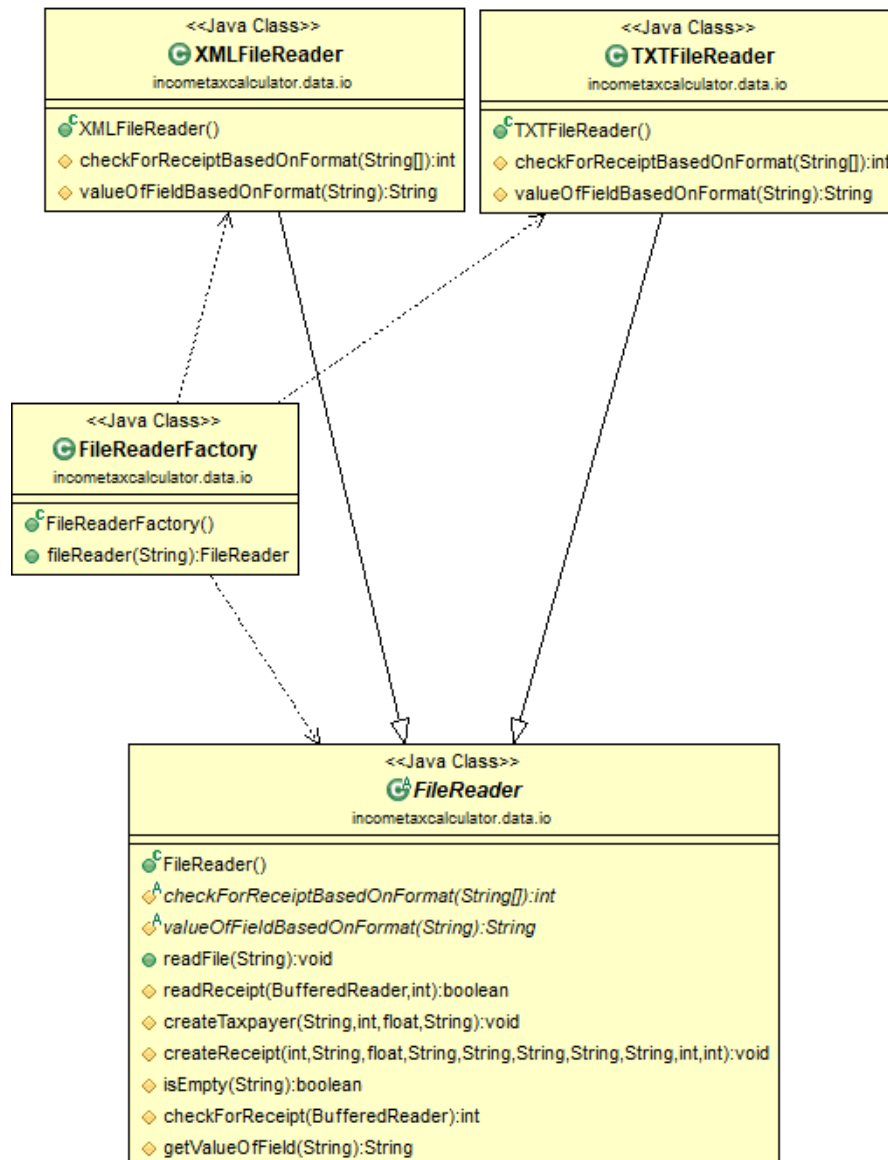 <<Java Class>>
XMLFileReader
incometaxcalculator.data.io
XMLFileReader()
checkForReceiptBasedOnFormat(String[]):int
valueOfFieldBasedOnFormat(String):String
<<Java Class>>
TXTFileReader
incometaxcalculator.data.io
TXTFileReader()
checkForReceiptBasedOnFormat(String[]):int
valueOfFieldBasedOnFormat(String):String
<<Java Class>>
FileReaderFactory
incometaxcalculator.data.io
FileReaderFactory()
fileReader(String):FileReader
<<Java Class>>
FileReader
incometaxcalculator.data.io
FileReader()
checkForReceiptBasedOnFormat(String[]):int
valueOfFieldBasedOnFormat(String):String
readFile(String):void
readReceipt(BufferedReader,int):boolean
createTaxpayer(String,int,float,String):void
createReceipt(int,String,float,String,String,String,String,String,int,int):void
isEmpty(String):boolean
checkForReceipt(BufferedReader):int
getValueOfField(String):String